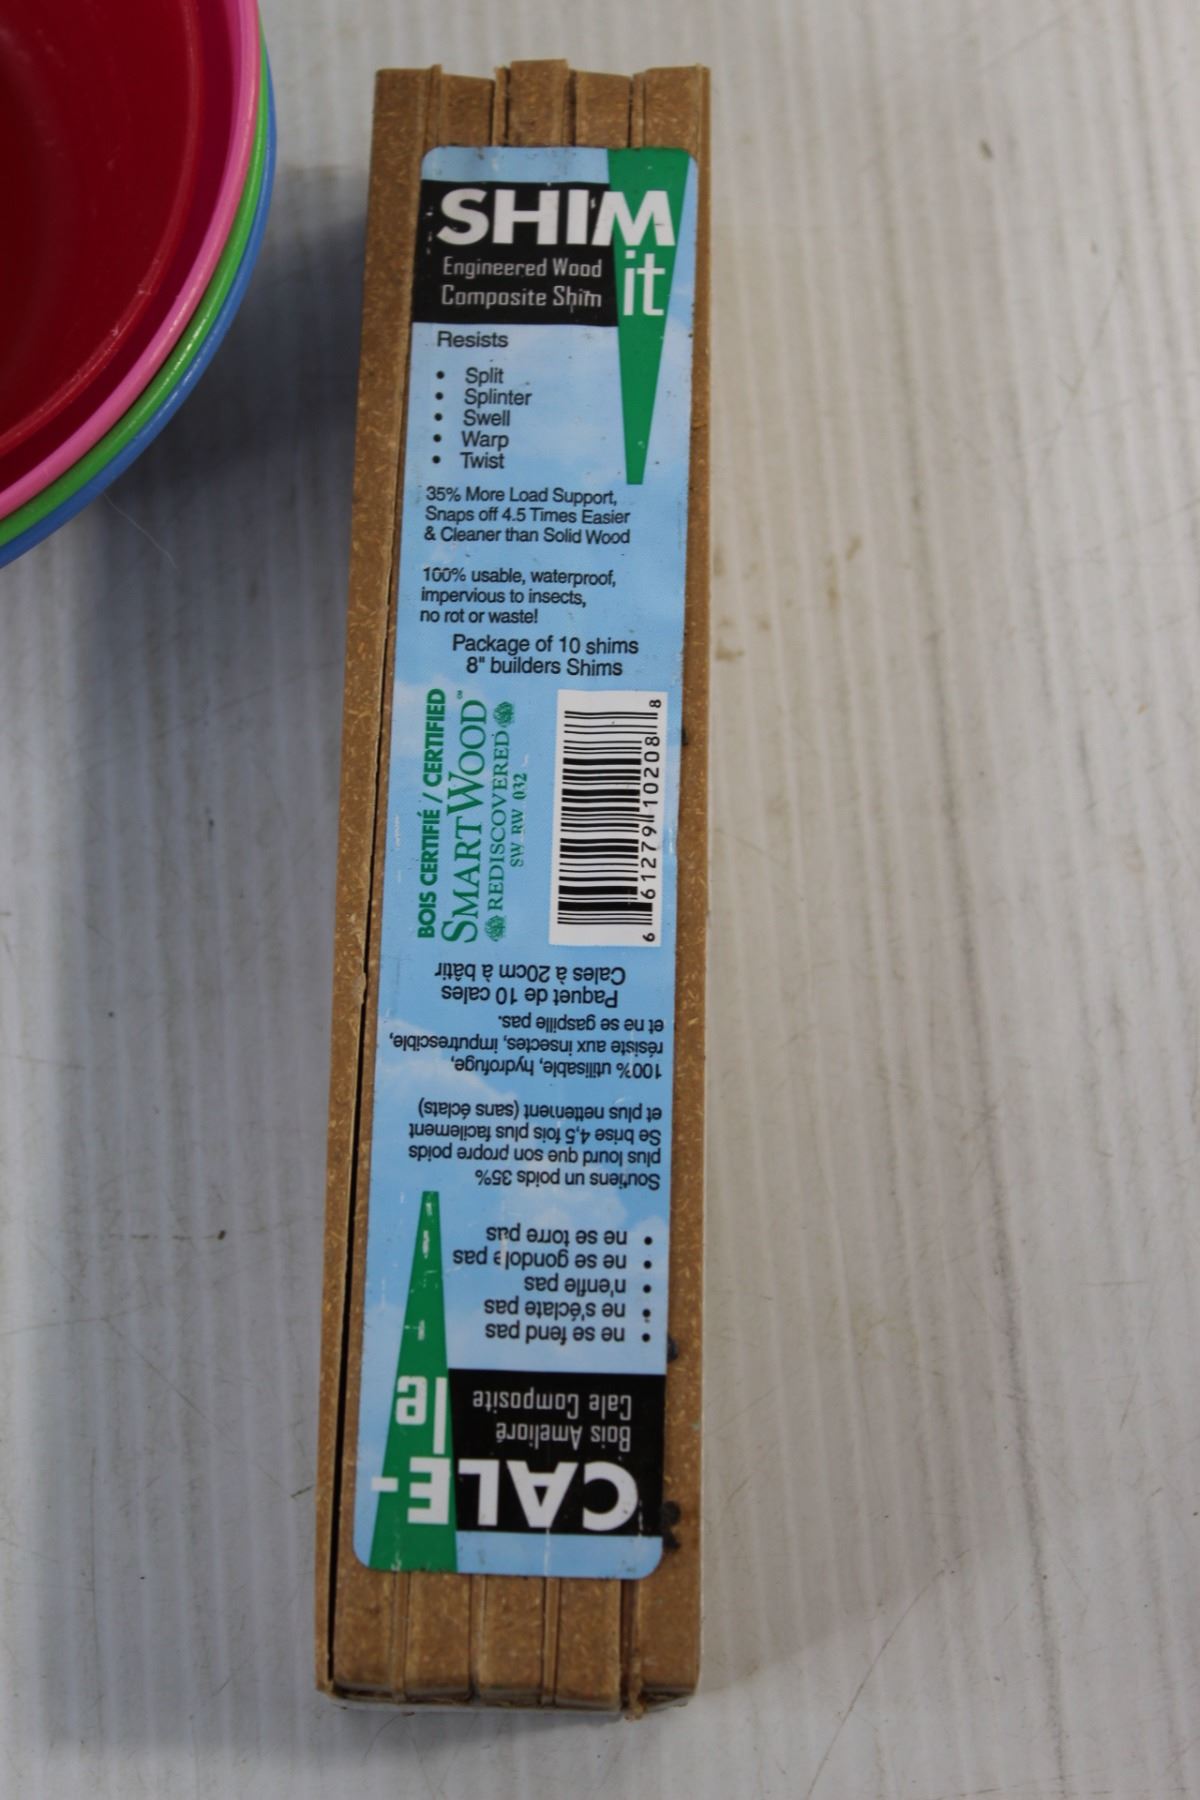 SHIM
it
Engineered Wood
Composite Shim
Resists
• Split
• Splinter
• Swell
• Warp
• Twist
35% More Load Support,
Snaps off 4.5 Times Easier
& Cleaner than Solid Wood
100% usable, waterproof,
impervious to insects,
no rot or waste!
Package of 10 shims
8" builders Shims
BOIS CERTIFIÉ / CERTIFIED
SMARTWOOD
REDISCOVERED
SW RW 032
6 61279 10208 8
CALE-
le
Bois Amelioré
Cale Composite
• ne se fend pas
• ne s'éclate pas
• n'enfle pas
• ne se gondole pas
• ne se torre pas
Soutiens un poids 35%
plus lourd que son propre poids
Se brise 4,5 fois plus facilement
et plus nettement (sans éclats)
100% utilisable, hydrofuge,
résiste aux insectes, imputrescible,
et ne se gaspille pas.
Paquet de 10 cales
Cales à 20cm à bâtir